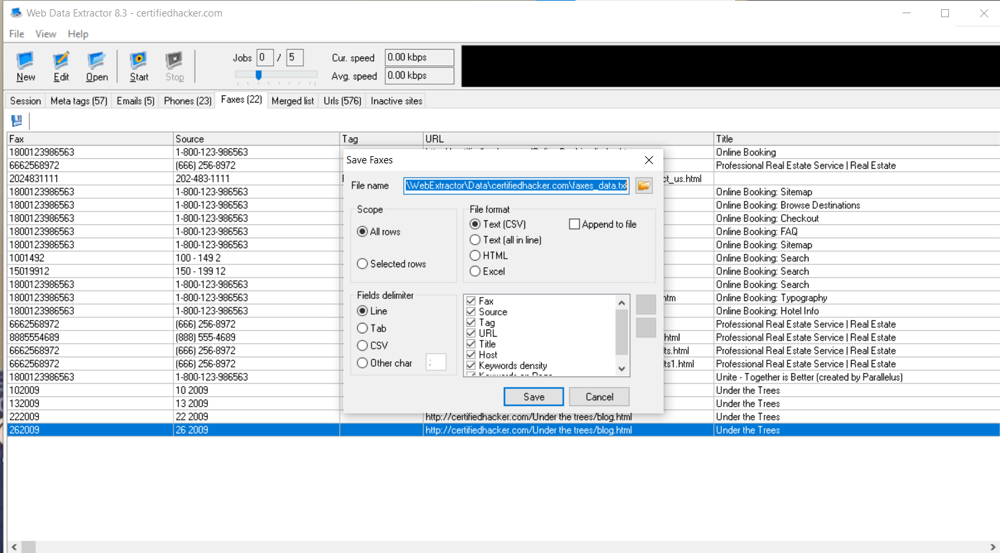 Web Data Extractor 8.3 - certifiedhacker.com
File View Help
New Edit Open Start Stop
Jobs 0 / 5
Cur. speed 0.00 kbps
Avg. speed 0.00 kbps
Session Meta tags (57) Emails (5) Phones (23) Faxes (22) Merged list Urls (576) Inactive sites
Fax Source Tag URL Title
1800123986563 1-800-123-986563 Online Booking
6662568972 (666) 256-8972 Professional Real Estate Service | Real Estate
2024831111 202-483-1111 ct_us.html
1800123986563 1-800-123-986563 Online Booking: Sitemap
1800123986563 1-800-123-986563 Online Booking: Browse Destinations
1800123986563 1-800-123-986563 Online Booking: Checkout
1800123986563 1-800-123-986563 Online Booking: FAQ
1800123986563 1-800-123-986563 Online Booking: Sitemap
1001492 100 - 149 2 Online Booking: Search
15019912 150 - 199 12 Online Booking: Search
1800123986563 1-800-123-986563 Online Booking: Search
1800123986563 1-800-123-986563 tm Online Booking: Typography
1800123986563 1-800-123-986563 Online Booking: Hotel Info
6662568972 (666) 256-8972 Professional Real Estate Service | Real Estate
8885554689 (888) 555-4689 html Professional Real Estate Service | Real Estate
6662568972 (666) 256-8972 ts.html Professional Real Estate Service | Real Estate
6662568972 (666) 256-8972 ts1.html Professional Real Estate Service | Real Estate
1800123986563 1-800-123-986563 Unite - Together is Better (created by Parallelus)
102009 10 2009 Under the Trees
132009 13 2009 Under the Trees
222009 22 2009 http://certifiedhacker.com/Under the trees/blog.html Under the Trees
262009 26 2009 http://certifiedhacker.com/Under the trees/blog.html Under the Trees
Save Faxes
File name \WebExtractor\Data\certifiedhacker.com\faxes_data.txt
Scope
All rows
Selected rows
File format
Text (CSV)
Append to file
Text (all in line)
HTML
Excel
Fields delimiter
Line
Tab
CSV
Other char ;
Fax
Source
Tag
URL
Title
Host
Keywords density
Save Cancel